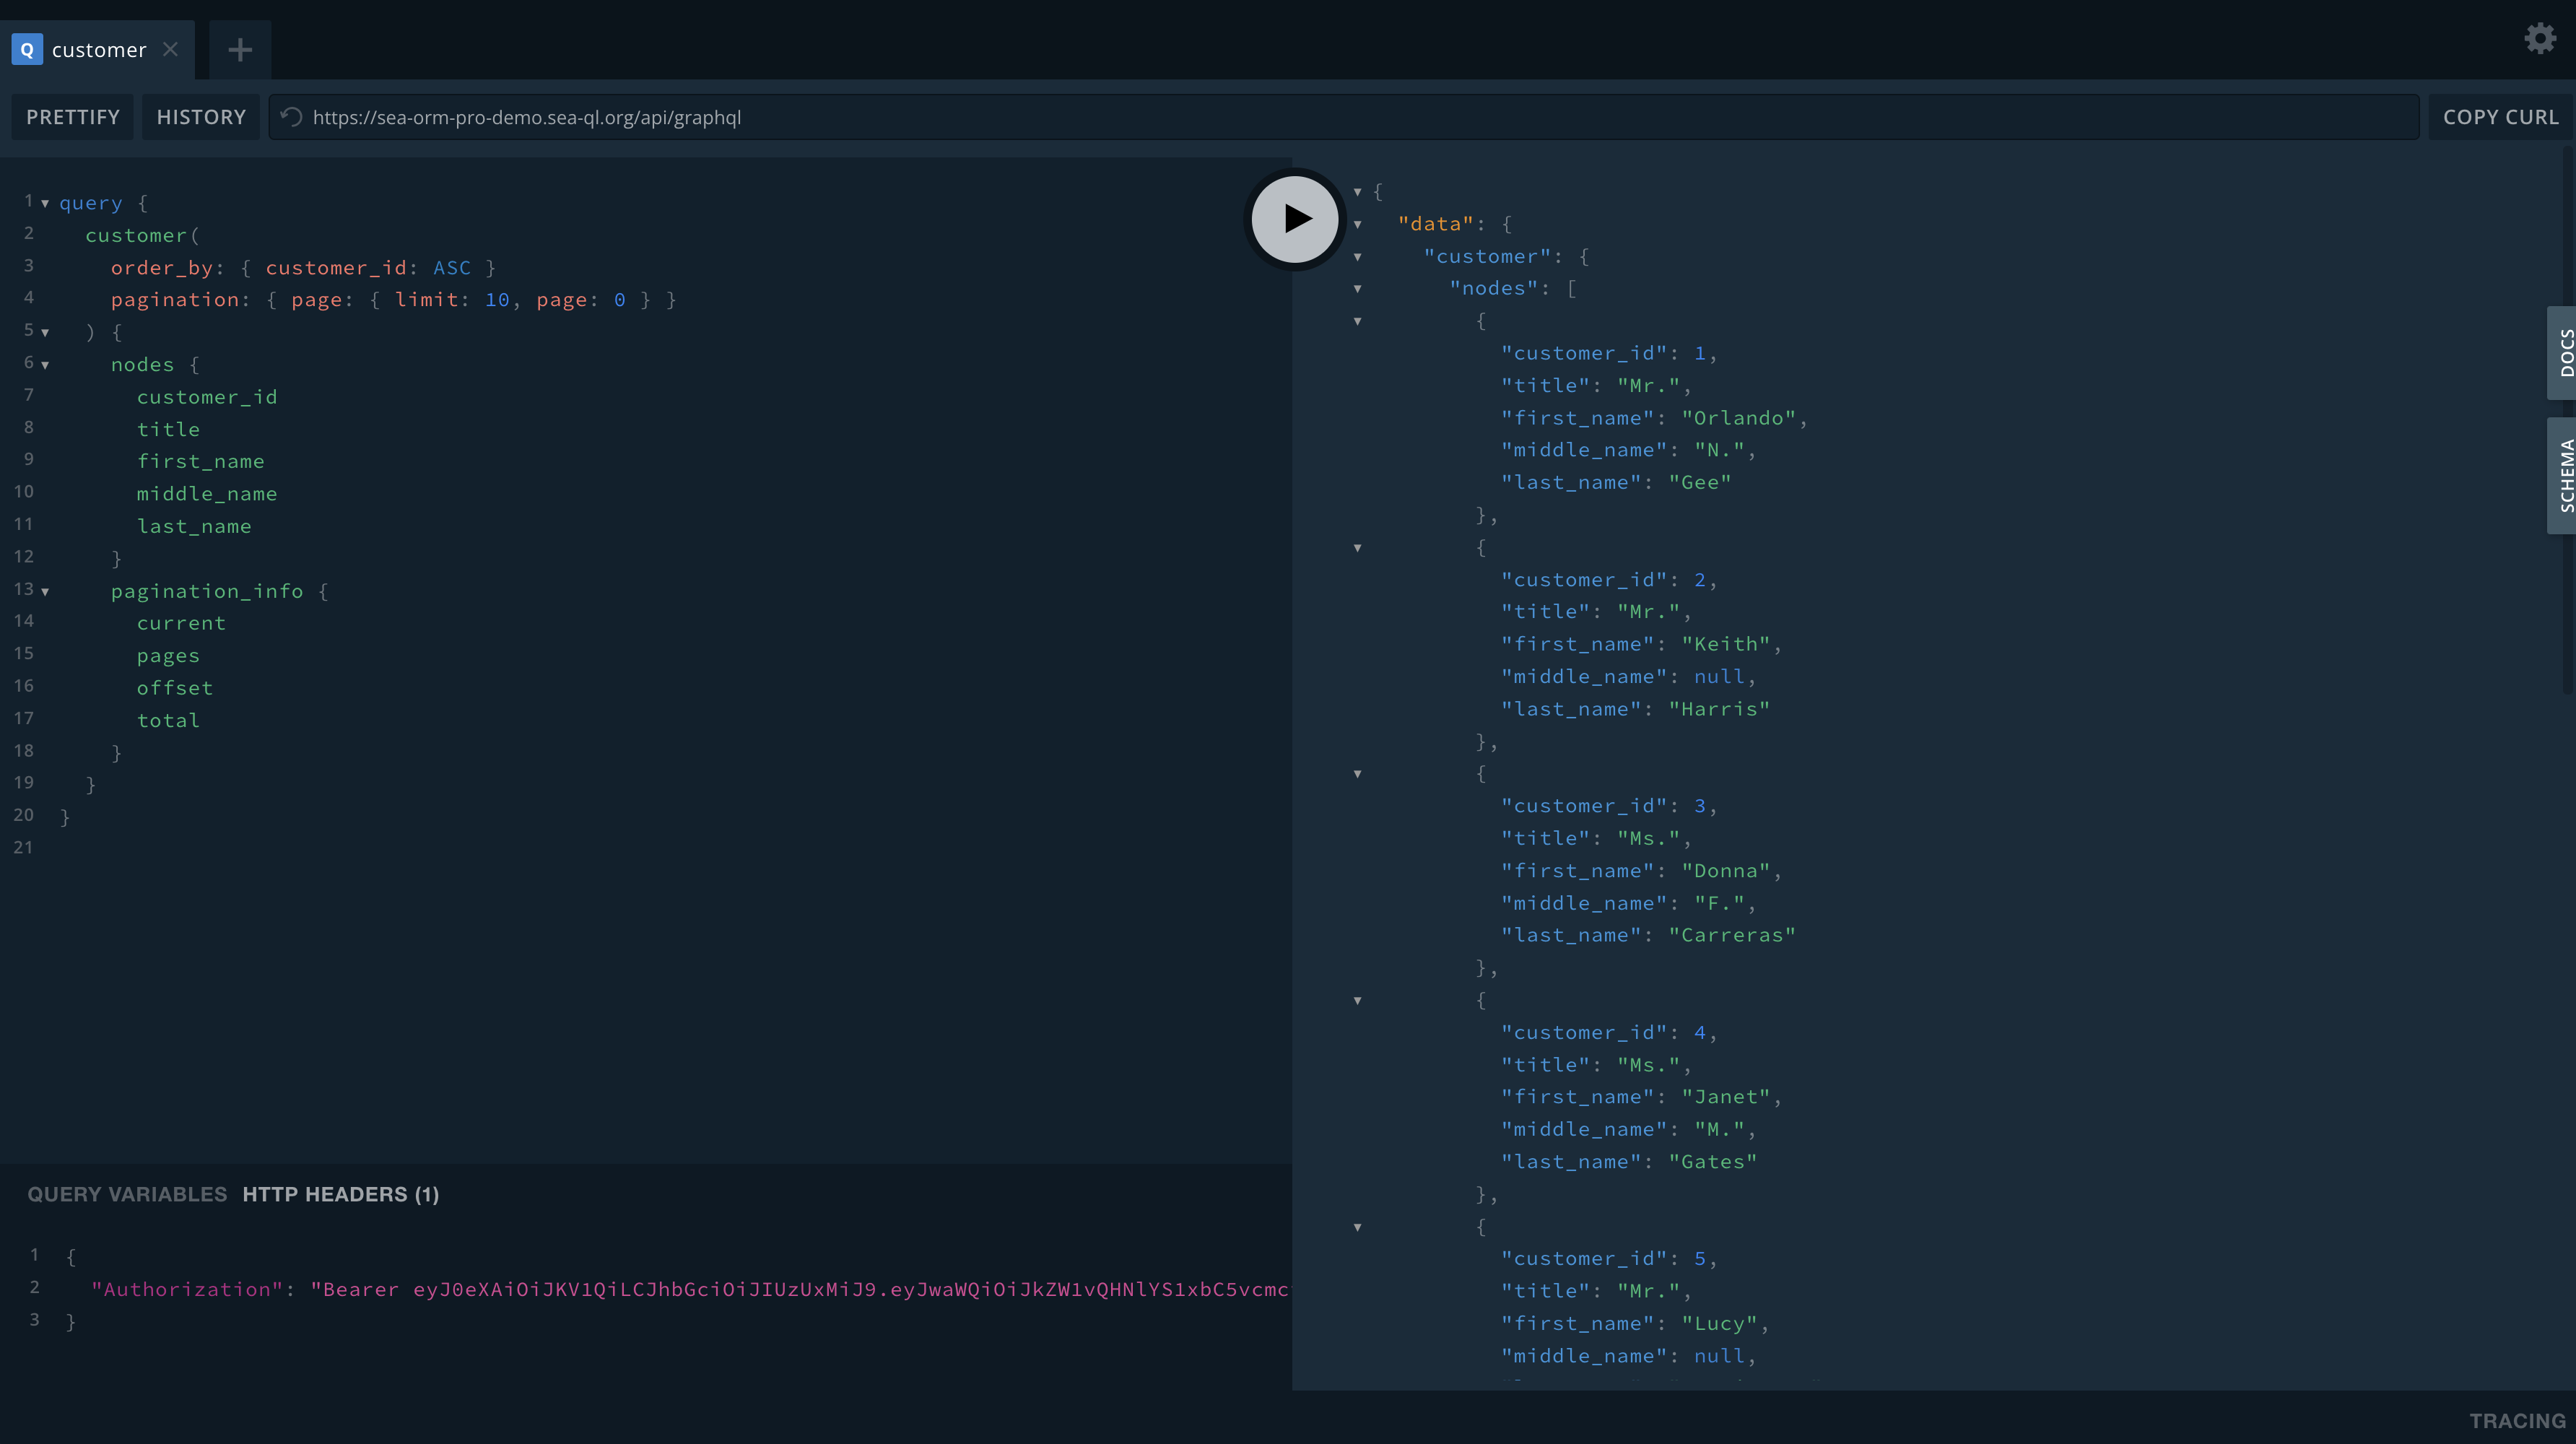 Q customer
PRETTIFY HISTORY https://sea-orm-pro-demo.sea-ql.org/api/graphql COPY CURL
1 query {
2 customer(
3 order_by: { customer_id: ASC }
4 pagination: { page: { limit: 10, page: 0 } }
5 ) {
6 nodes {
7 customer_id
8 title
9 first_name
10 middle_name
11 last_name
12 }
13 pagination_info {
14 current
15 pages
16 offset
17 total
18 }
19 }
20 }
21
QUERY VARIABLES HTTP HEADERS (1)
1 {
2 "Authorization": "Bearer eyJ0eXAiOiJKV1QiLCJhbGciOiJIUzUxMiJ9.eyJwaWQiOiJkZW1vQHNlYS1xbC5vcmc
3 }
{
"data": {
"customer": {
"nodes": [
{
"customer_id": 1,
"title": "Mr.",
"first_name": "Orlando",
"middle_name": "N.",
"last_name": "Gee"
},
{
"customer_id": 2,
"title": "Mr.",
"first_name": "Keith",
"middle_name": null,
"last_name": "Harris"
},
{
"customer_id": 3,
"title": "Ms.",
"first_name": "Donna",
"middle_name": "F.",
"last_name": "Carreras"
},
{
"customer_id": 4,
"title": "Ms.",
"first_name": "Janet",
"middle_name": "M.",
"last_name": "Gates"
},
{
"customer_id": 5,
"title": "Mr.",
"first_name": "Lucy",
"middle_name": null,
DOCS
SCHEMA
TRACING